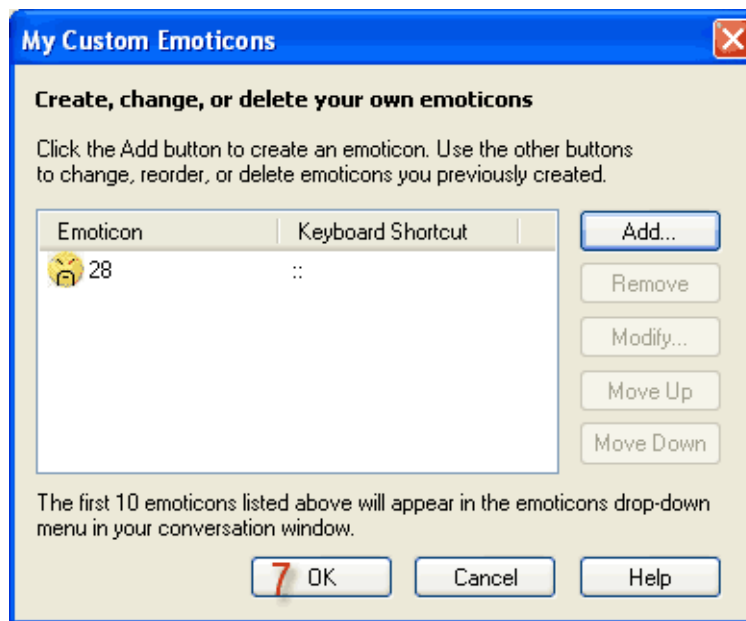 My Custom Emoticons
Create, change, or delete your own emoticons
Click the Add button to create an emoticon. Use the other buttons
to change, reorder, or delete emoticons you previously created.
Emoticon Keyboard Shortcut
28 ::
Add...
Remove
Modify...
Move Up
Move Down
The first 10 emoticons listed above will appear in the emoticons drop-down
menu in your conversation window.
7 OK Cancel Help